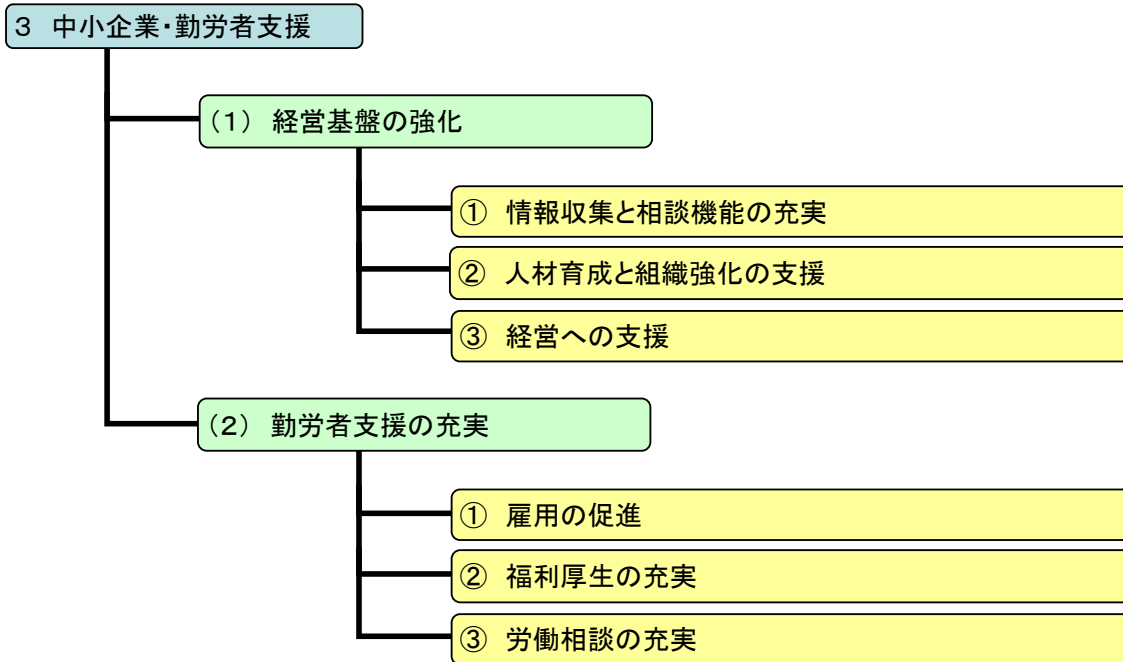 3 中小企業・勤労者支援
(1) 経営基盤の強化
① 情報収集と相談機能の充実
② 人材育成と組織強化の支援
③ 経営への支援
(2) 勤労者支援の充実
① 雇用の促進
② 福利厚生の充実
③ 労働相談の充実